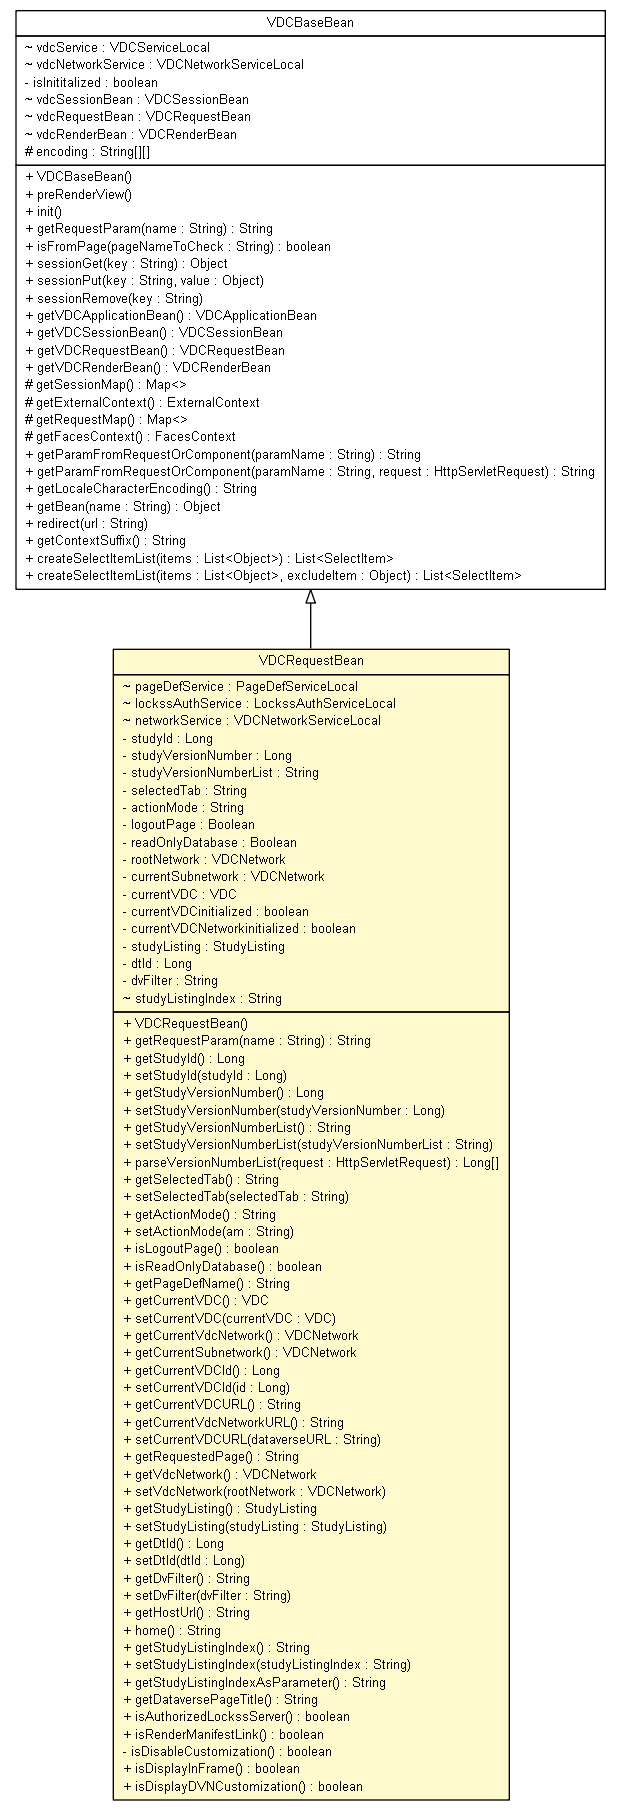 VDCBaseBean
~ vdcService : VDCServiceLocal
~ vdcNetworkService : VDCNetworkServiceLocal
- isInititalized : boolean
~ vdcSessionBean : VDCSessionBean
~ vdcRequestBean : VDCRequestBean
~ vdcRenderBean : VDCRenderBean
# encoding : String[][]
+ VDCBaseBean()
+ preRenderView()
+ init()
+ getRequestParam(name : String) : String
+ isFromPage(pageNameToCheck : String) : boolean
+ sessionGet(key : String) : Object
+ sessionPut(key : String, value : Object)
+ sessionRemove(key : String)
+ getVDCApplicationBean() : VDCApplicationBean
+ getVDCSessionBean() : VDCSessionBean
+ getVDCRequestBean() : VDCRequestBean
+ getVDCRenderBean() : VDCRenderBean
# getSessionMap() : Map<>
# getExternalContext() : ExternalContext
# getRequestMap() : Map<>
# getFacesContext() : FacesContext
+ getParamFromRequestOrComponent(paramName : String) : String
+ getParamFromRequestOrComponent(paramName : String, request : HttpServletRequest) : String
+ getLocaleCharacterEncoding() : String
+ getBean(name : String) : Object
+ redirect(url : String)
+ getContextSuffix() : String
+ createSelectItemList(items : List<Object>) : List<SelectItem>
+ createSelectItemList(items : List<Object>, excludeItem : Object) : List<SelectItem>
VDCRequestBean
~ pageDefService : PageDefServiceLocal
~ lockssAuthService : LockssAuthServiceLocal
~ networkService : VDCNetworkServiceLocal
- studyId : Long
- studyVersionNumber : Long
- studyVersionNumberList : String
- selectedTab : String
- actionMode : String
- logoutPage : Boolean
- readOnlyDatabase : Boolean
- rootNetwork : VDCNetwork
- currentSubnetwork : VDCNetwork
- currentVDC : VDC
- currentVDCinitialized : boolean
- currentVDCNetworkinitialized : boolean
- studyListing : StudyListing
- dtId : Long
- dvFilter : String
~ studyListingIndex : String
+ VDCRequestBean()
+ getRequestParam(name : String) : String
+ getStudyId() : Long
+ setStudyId(studyId : Long)
+ getStudyVersionNumber() : Long
+ setStudyVersionNumber(studyVersionNumber : Long)
+ getStudyVersionNumberList() : String
+ setStudyVersionNumberList(studyVersionNumberList : String)
+ parseVersionNumberList(request : HttpServletRequest) : Long[]
+ getSelectedTab() : String
+ setSelectedTab(selectedTab : String)
+ getActionMode() : String
+ setActionMode(am : String)
+ isLogoutPage() : boolean
+ isReadOnlyDatabase() : boolean
+ getPageDefName() : String
+ getCurrentVDC() : VDC
+ setCurrentVDC(currentVDC : VDC)
+ getCurrentVdcNetwork() : VDCNetwork
+ getCurrentSubnetwork() : VDCNetwork
+ getCurrentVDCId() : Long
+ setCurrentVDCId(id : Long)
+ getCurrentVDCURL() : String
+ getCurrentVdcNetworkURL() : String
+ setCurrentVDCURL(dataverseURL : String)
+ getRequestedPage() : String
+ getVdcNetwork() : VDCNetwork
+ setVdcNetwork(rootNetwork : VDCNetwork)
+ getStudyListing() : StudyListing
+ setStudyListing(studyListing : StudyListing)
+ getDtId() : Long
+ setDtId(dtId : Long)
+ getDvFilter() : String
+ setDvFilter(dvFilter : String)
+ getHostUrl() : String
+ home() : String
+ getStudyListingIndex() : String
+ setStudyListingIndex(studyListingIndex : String)
+ getStudyListingIndexAsParameter() : String
+ getDataversePageTitle() : String
+ isAuthorizedLockssServer() : boolean
+ isRenderManifestLink() : boolean
- isDisableCustomization() : boolean
+ isDisplayInFrame() : boolean
+ isDisplayDVNCustomization() : boolean